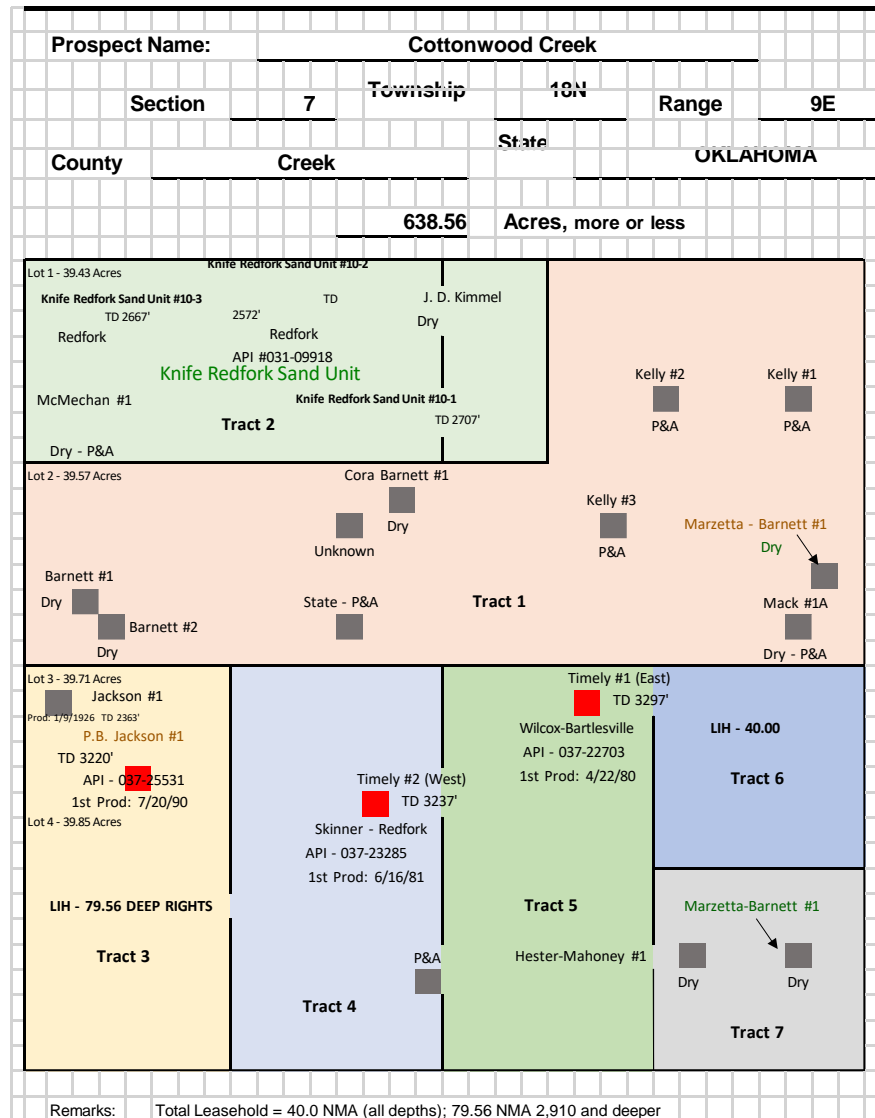 Prospect Name: Cottonwood Creek
Section 7 Township 18N Range 9E
County Creek State OKLAHOMA
638.56 Acres, more or less
Lot 1 - 39.43 Acres
Knife Redfork Sand Unit #10-2
Knife Redfork Sand Unit #10-3 TD J. D. Kimmel
TD 2667' 2572' Dry
Redfork Redfork
API #031-09918
Knife Redfork Sand Unit
McMechan #1 Knife Redfork Sand Unit #10-1
TD 2707'
Tract 2
Dry - P&A
Kelly #2 Kelly #1
P&A P&A
Lot 2 - 39.57 Acres
Cora Barnett #1
Dry
Unknown
Kelly #3
P&A
Marzetta - Barnett #1
Dry
Barnett #1
Dry
Barnett #2
Dry
State - P&A
Tract 1
Mack #1A
Dry - P&A
Lot 3 - 39.71 Acres
Jackson #1
Prod: 1/9/1926 TD 2363'
P.B. Jackson #1
TD 3220'
API - 037-25531
1st Prod: 7/20/90
Lot 4 - 39.85 Acres
LIH - 79.56 DEEP RIGHTS
Tract 3
Timely #2 (West)
TD 3237'
Skinner - Redfork
API - 037-23285
1st Prod: 6/16/81
P&A
Tract 4
Timely #1 (East)
TD 3297'
Wilcox-Bartlesville
API - 037-22703
1st Prod: 4/22/80
Tract 5
Hester-Mahoney #1
LIH - 40.00
Tract 6
Marzetta-Barnett #1
Dry Dry
Tract 7
Remarks: Total Leasehold = 40.0 NMA (all depths); 79.56 NMA 2,910 and deeper